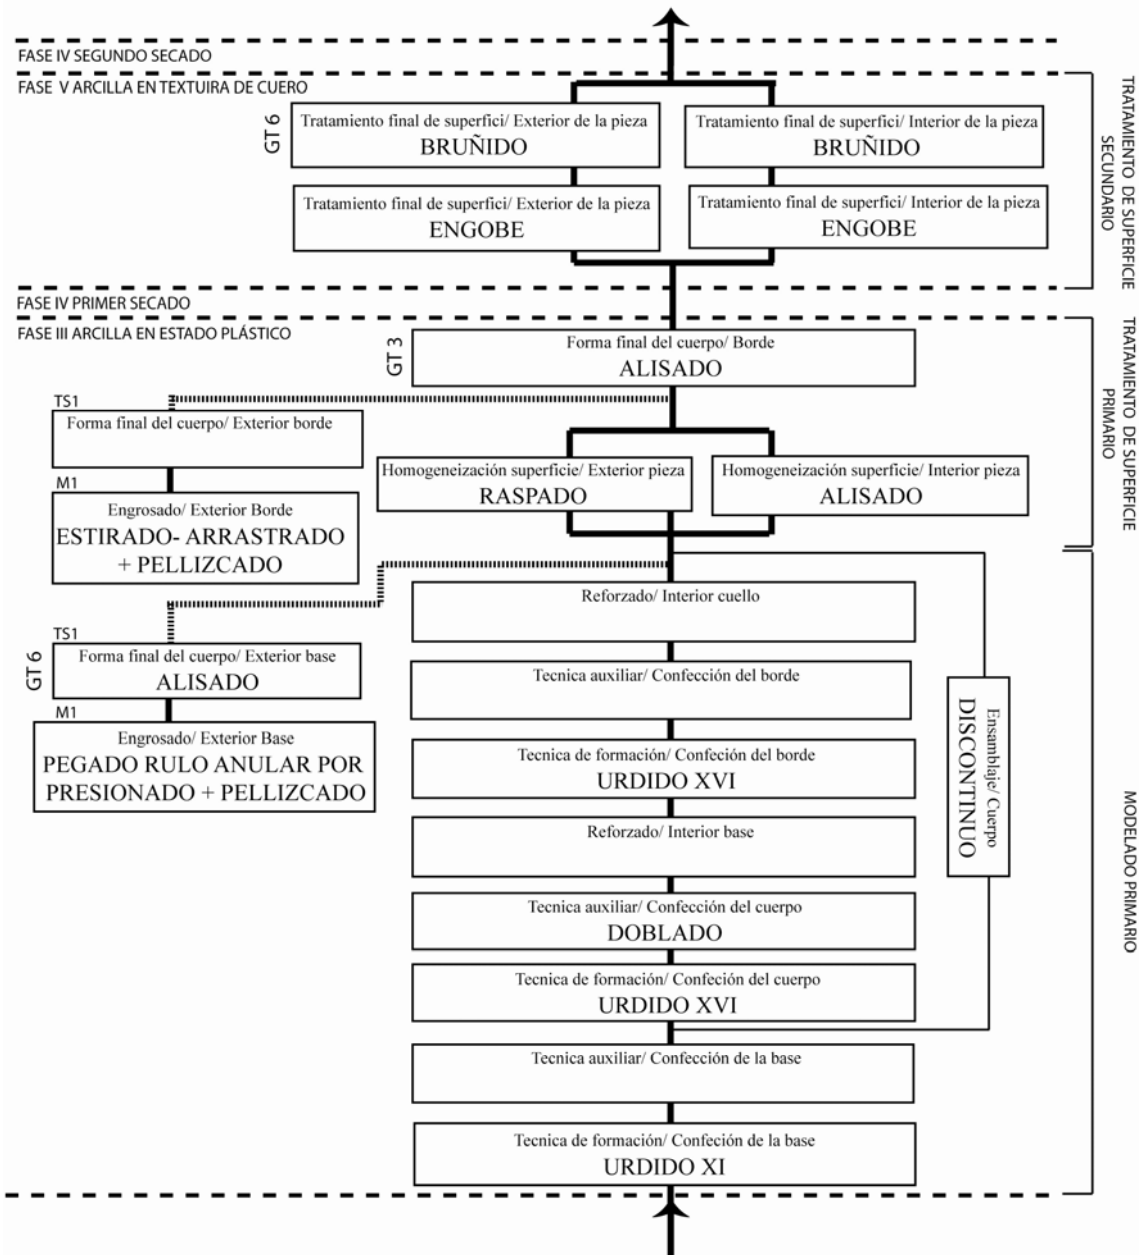 FASE IV SEGUNDO SECADO
FASE V ARCILLA EN TEXTUIRA DE CUERO
GT 6
Tratamiento final de superfici/ Exterior de la pieza
BRUÑIDO
Tratamiento final de superfici/ Interior de la pieza
BRUÑIDO
Tratamiento final de superfici/ Exterior de la pieza
ENGOBE
Tratamiento final de superfici/ Interior de la pieza
ENGOBE
TRATAMIENTO DE SUPERFICIE
SECUNDARIO
FASE IV PRIMER SECADO
FASE III ARCILLA EN ESTADO PLÁSTICO
GT 3
Forma final del cuerpo/ Borde
ALISADO
TS1
Forma final del cuerpo/ Exterior borde
M1
Engrosado/ Exterior Borde
ESTIRADO- ARRASTRADO
+ PELLIZCADO
Homogeneización superficie/ Exterior pieza
RASPADO
Homogeneización superficie/ Interior pieza
ALISADO
TRATAMIENTO DE SUPERFICIE
PRIMARIO
Reforzado/ Interior cuello
TS1
GT 6
Forma final del cuerpo/ Exterior base
ALISADO
M1
Engrosado/ Exterior Base
PEGADO RULO ANULAR POR
PRESIONADO + PELLIZCADO
Tecnica auxiliar/ Confección del borde
Tecnica de formación/ Confeción del borde
URDIDO XVI
Reforzado/ Interior base
Tecnica auxiliar/ Confección del cuerpo
DOBLADO
Tecnica de formación/ Confeción del cuerpo
URDIDO XVI
Ensamblaje/ Cuerpo
DISCONTINUO
Tecnica auxiliar/ Confección de la base
Tecnica de formación/ Confeción de la base
URDIDO XI
MODELADO PRIMARIO